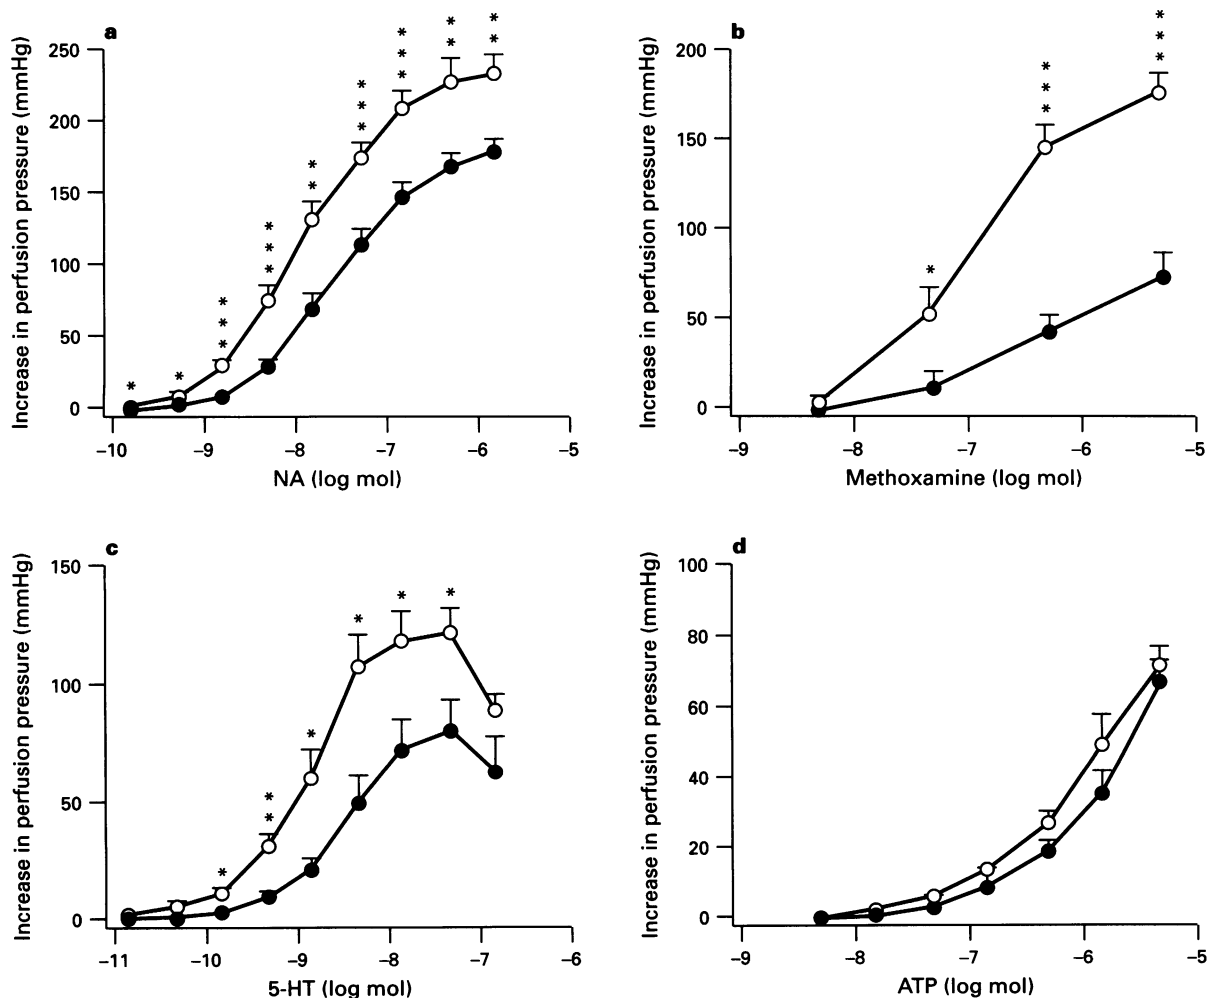 a
Increase in perfusion pressure (mmHg)
250
200
150
100
50
0
* * *** *** ** *** *** ** **
–10 –9 –8 –7 –6 –5
NA (log mol)
b
Increase in perfusion pressure (mmHg)
200
150
100
50
0
* *** ***
–9 –8 –7 –6 –5
Methoxamine (log mol)
c
Increase in perfusion pressure (mmHg)
150
100
50
0
* ** * * * *
–11 –10 –9 –8 –7 –6
5-HT (log mol)
d
Increase in perfusion pressure (mmHg)
100
80
60
40
20
0
–9 –8 –7 –6 –5
ATP (log mol)